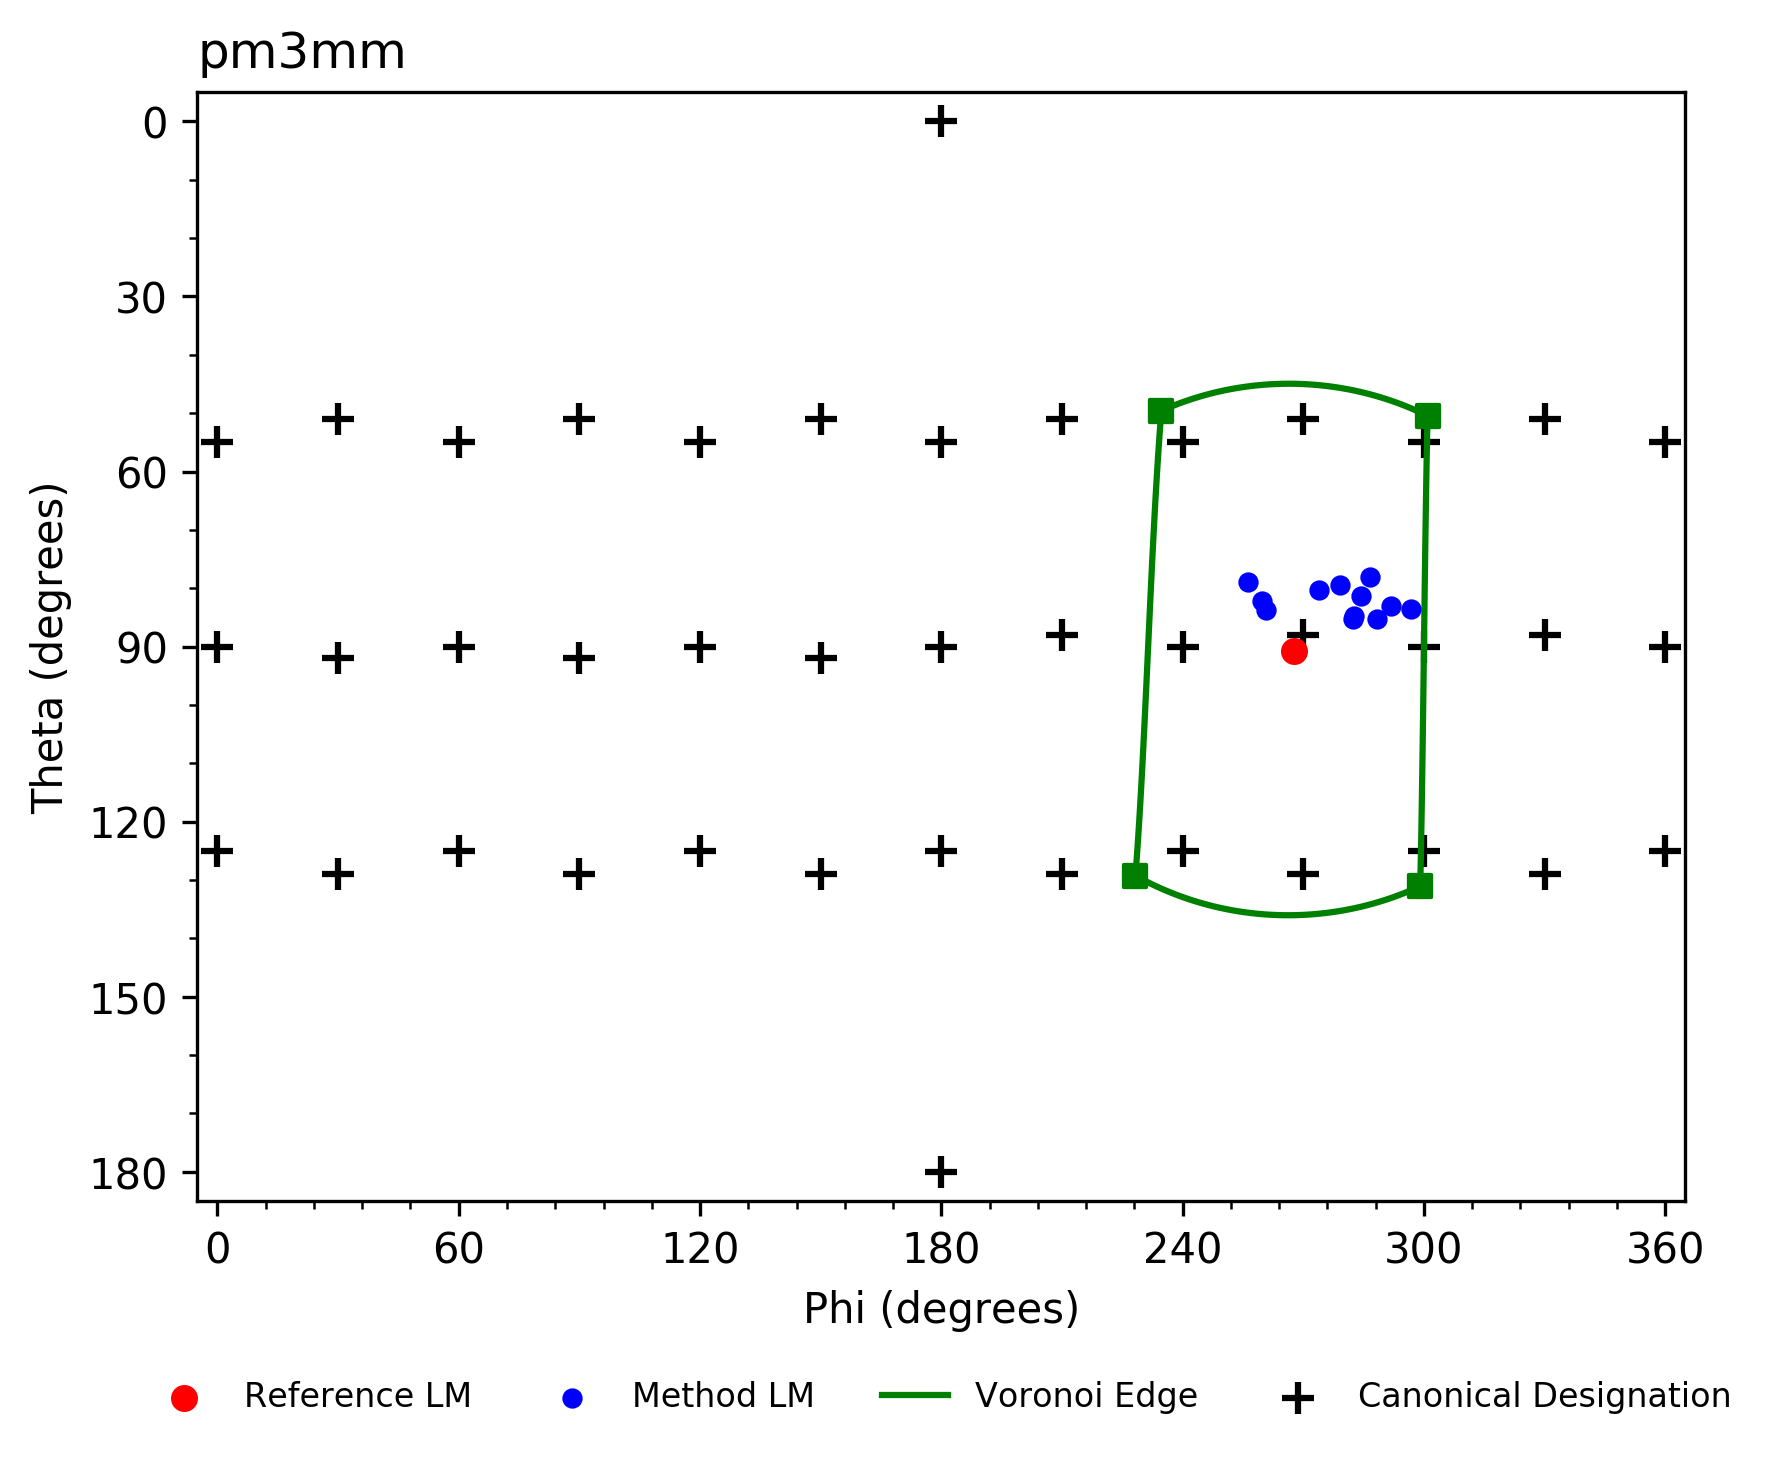 pm3mm
0
30
60
90
120
150
180
Theta (degrees)
0 60 120 180 240 300 360
Phi (degrees)
Reference LM Method LM Voronoi Edge Canonical Designation